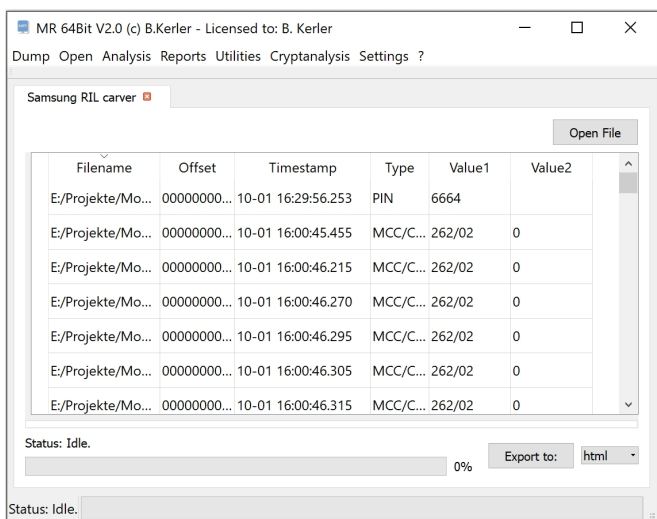 MR 64Bit V2.0 (c) B.Kerler - Licensed to: B. Kerler
Dump Open Analysis Reports Utilities Cryptanalysis Settings ?
Samsung RIL carver
Open File
Filename Offset Timestamp Type Value1 Value2
E:/Projekte/Mo... 00000000... 10-01 16:29:56.253 PIN 6664
E:/Projekte/Mo... 00000000... 10-01 16:00:45.455 MCC/C... 262/02 0
E:/Projekte/Mo... 00000000... 10-01 16:00:46.215 MCC/C... 262/02 0
E:/Projekte/Mo... 00000000... 10-01 16:00:46.270 MCC/C... 262/02 0
E:/Projekte/Mo... 00000000... 10-01 16:00:46.295 MCC/C... 262/02 0
E:/Projekte/Mo... 00000000... 10-01 16:00:46.305 MCC/C... 262/02 0
E:/Projekte/Mo... 00000000... 10-01 16:00:46.315 MCC/C... 262/02 0
Status: Idle.
0% Export to: html
Status: Idle.